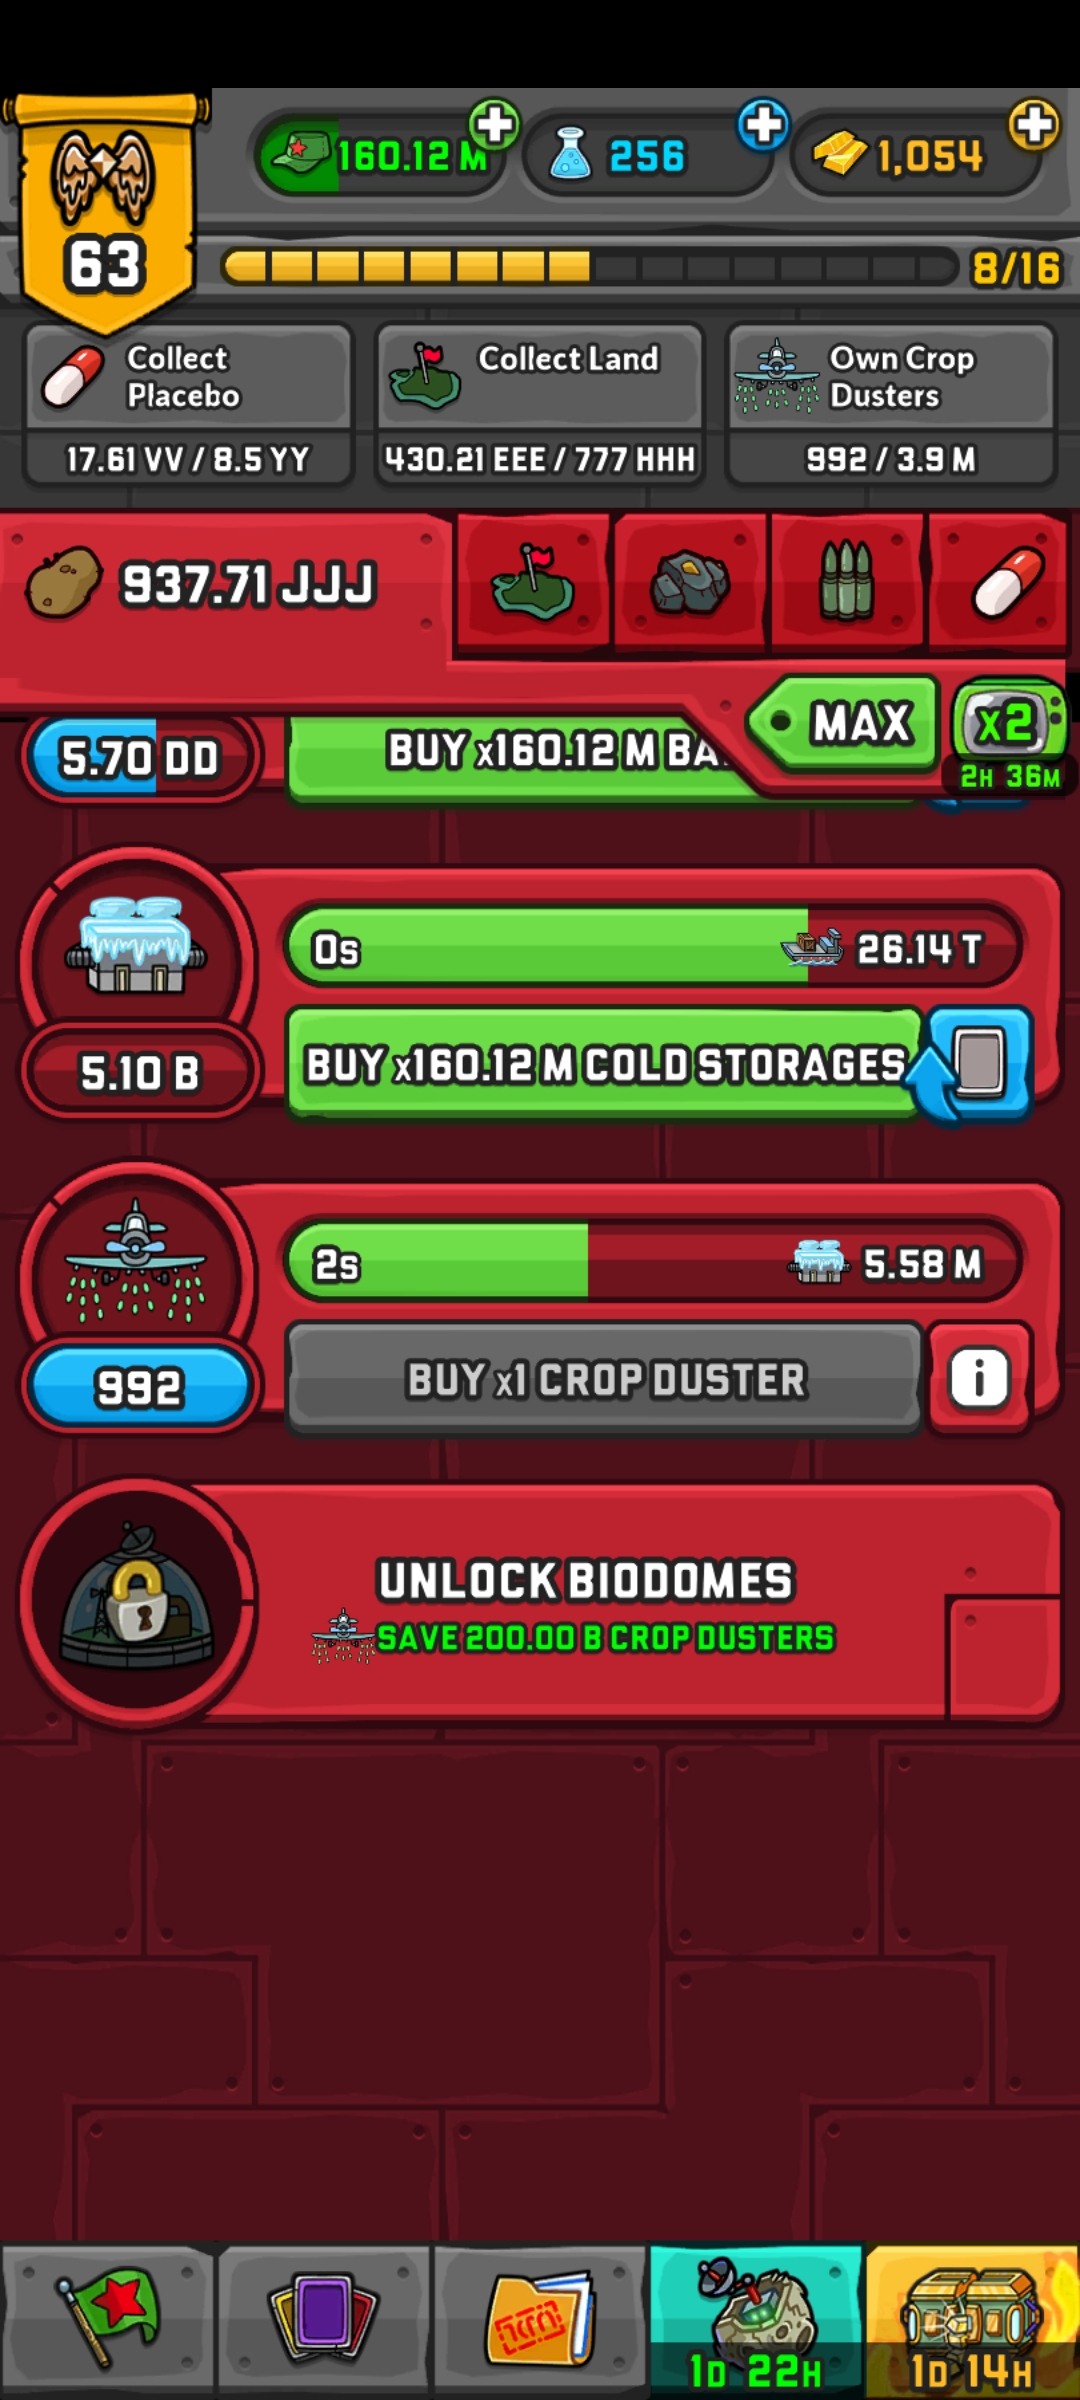 160.12 M
256
1,054
63
8/16
Collect
Placebo
17.61 VV / 8.5 YY
Collect Land
430.21 EEE / 777 HHH
Own Crop
Dusters
992 / 3.9 M
937.71 JJJ
MAX
x2
2H 36M
5.70 DD
BUY x160.12 M BA
0s
26.14 T
5.10 B
BUY x160.12 M COLD STORAGES
2s
5.58 M
992
BUY x1 CROP DUSTER
i
UNLOCK BIODOMES
SAVE 200.00 B CROP DUSTERS
1D 22H
1D 14H